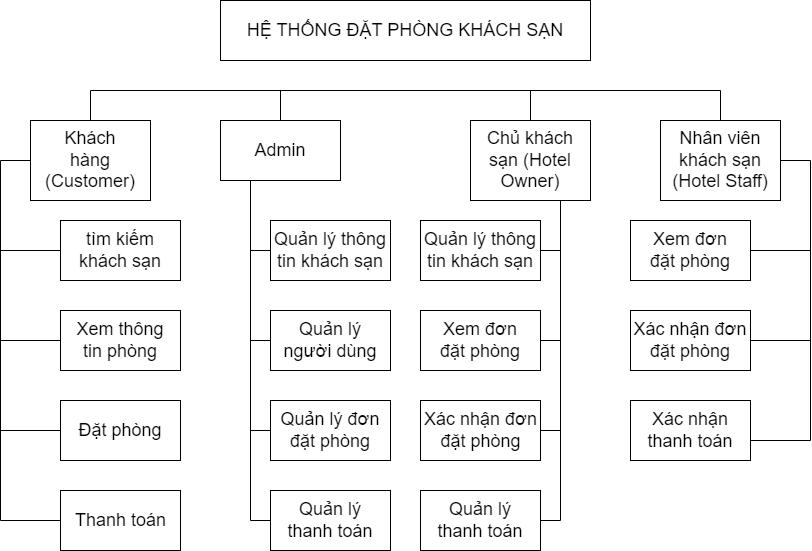 HỆ THỐNG ĐẶT PHÒNG KHÁCH SẠN
Khách
hàng
(Customer)
Admin
Chủ khách
sạn (Hotel
Owner)
Nhân viên
khách sạn
(Hotel Staff)
tìm kiếm
khách sạn
Quản lý thông
tin khách sạn
Quản lý thông
tin khách sạn
Xem đơn
đặt phòng
Xem thông
tin phòng
Quản lý
người dùng
Xem đơn
đặt phòng
Xác nhận đơn
đặt phòng
Đặt phòng
Quản lý đơn
đặt phòng
Xác nhận đơn
đặt phòng
Xác nhận
thanh toán
Thanh toán
Quản lý
thanh toán
Quản lý
thanh toán